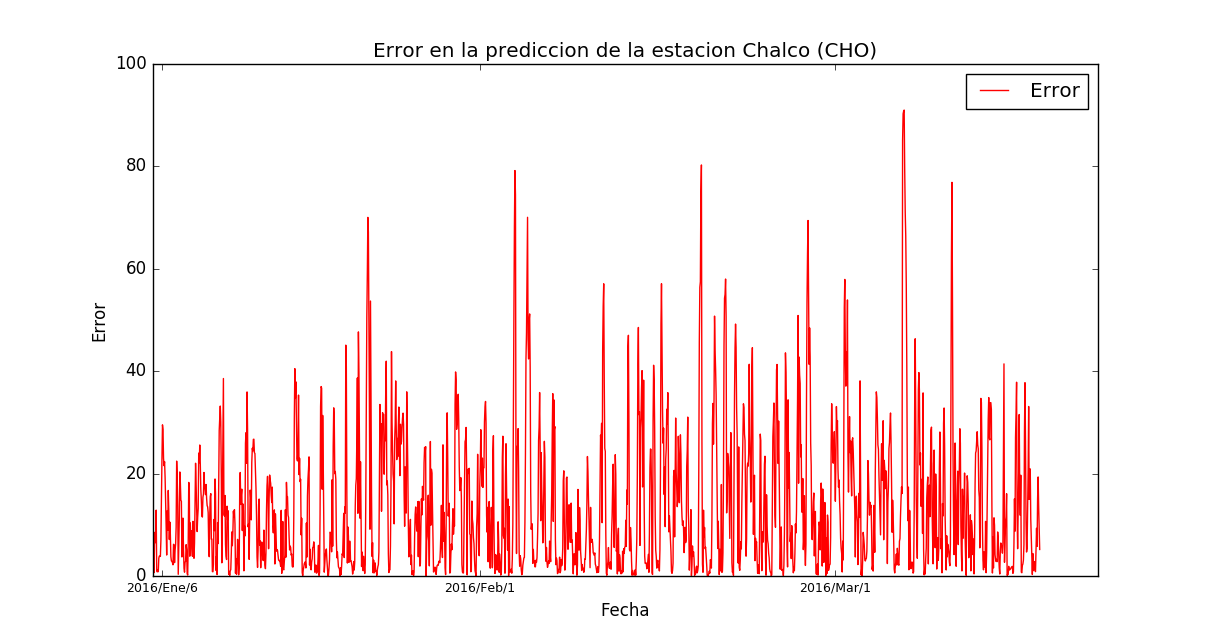 Error en la prediccion de la estacion Chalco (CHO)
Error
100
80
60
40
20
0
Error
2016/Ene/6
2016/Feb/1
2016/Mar/1
Fecha